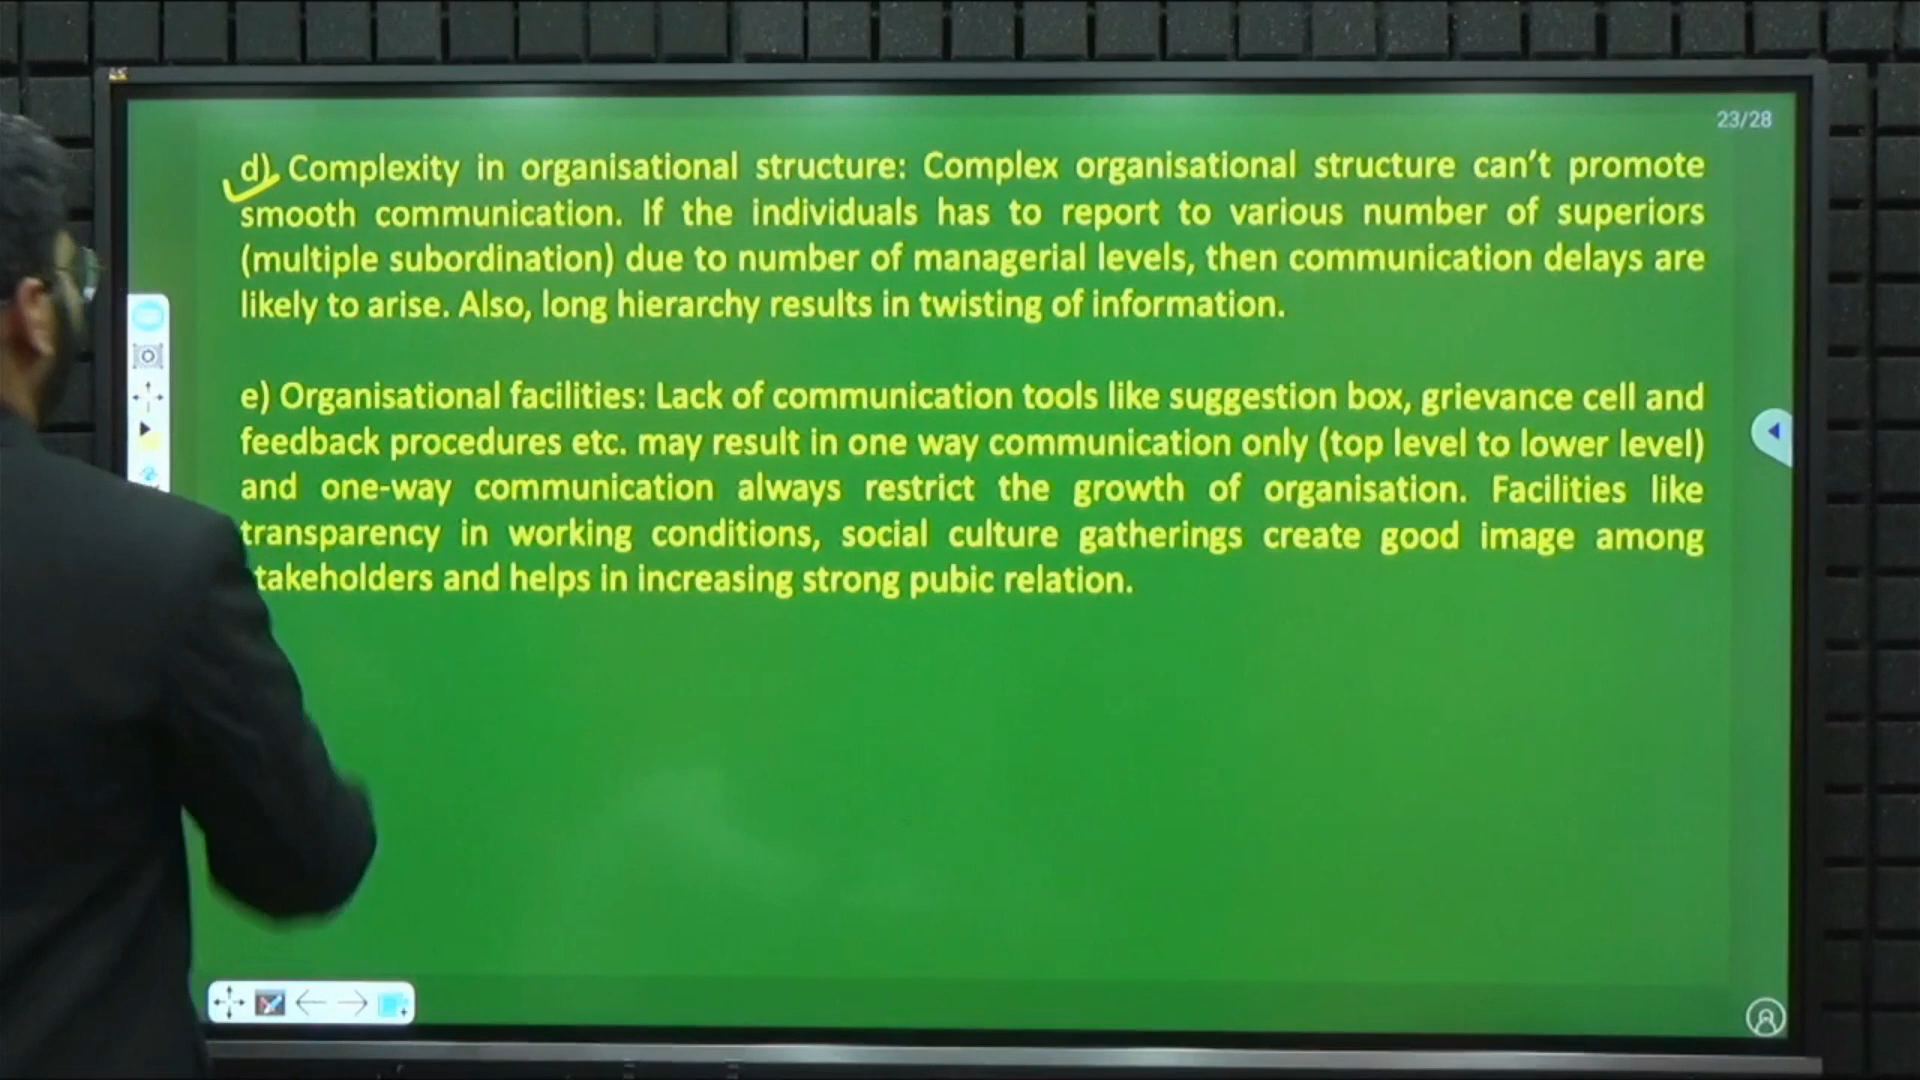 23/28
d) Complexity in organisational structure: Complex organisational structure can't promote
smooth communication. If the individuals has to report to various number of superiors
(multiple subordination) due to number of managerial levels, then communication delays are
likely to arise. Also, long hierarchy results in twisting of information.
e) Organisational facilities: Lack of communication tools like suggestion box, grievance cell and
feedback procedures etc. may result in one way communication only (top level to lower level)
and one-way communication always restrict the growth of organisation. Facilities like
transparency in working conditions, social culture gatherings create good image among
takeholders and helps in increasing strong pubic relation.